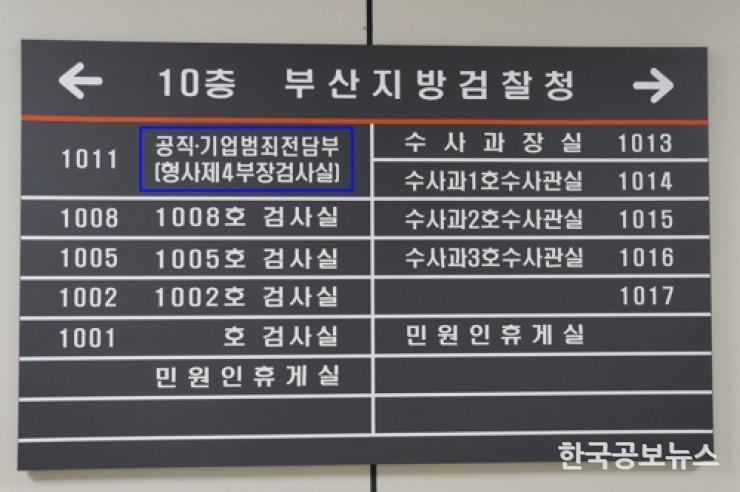 ← 10층 부산지방검찰청 →
1011 공직·기업범죄전담부
(형사제4부장검사실)
1008 1008호 검사실
1005 1005호 검사실
1002 1002호 검사실
1001 호 검사실
민원인휴게실
수사과장실 1013
수사과1호수사관실 1014
수사과2호수사관실 1015
수사과3호수사관실 1016
1017
민원인휴게실
한국공보뉴스